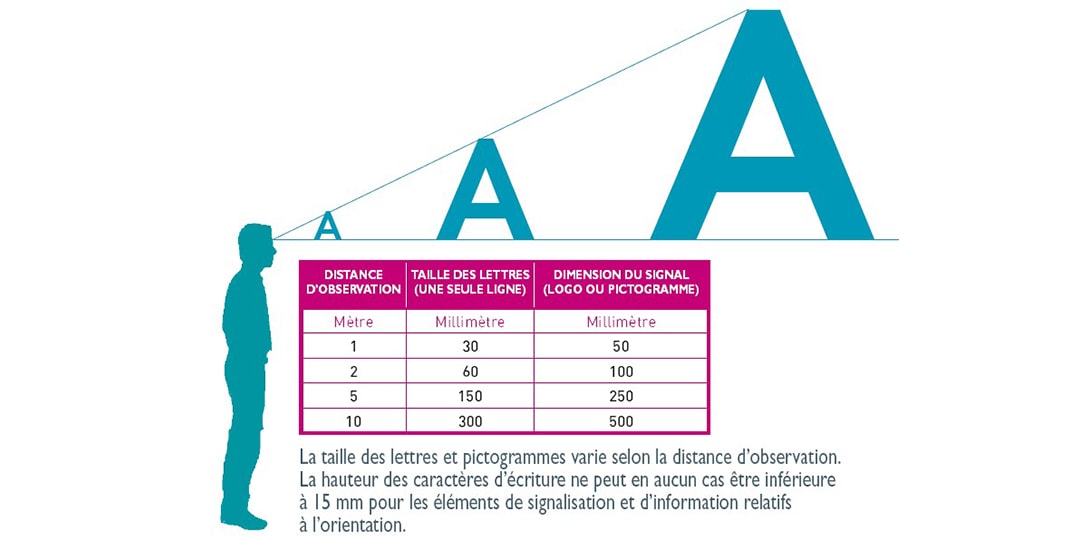 A
A
A
DISTANCE D'OBSERVATION | TAILLE DES LETTRES (UNE SEULE LIGNE) | DIMENSION DU SIGNAL (LOGO OU PICTOGRAMME)
Mètre | Millimètre | Millimètre
1 | 30 | 50
2 | 60 | 100
5 | 150 | 250
10 | 300 | 500
La taille des lettres et pictogrammes varie selon la distance d'observation.
La hauteur des caractères d'écriture ne peut en aucun cas être inférieure
à 15 mm pour les éléments de signalisation et d'information relatifs
à l'orientation.